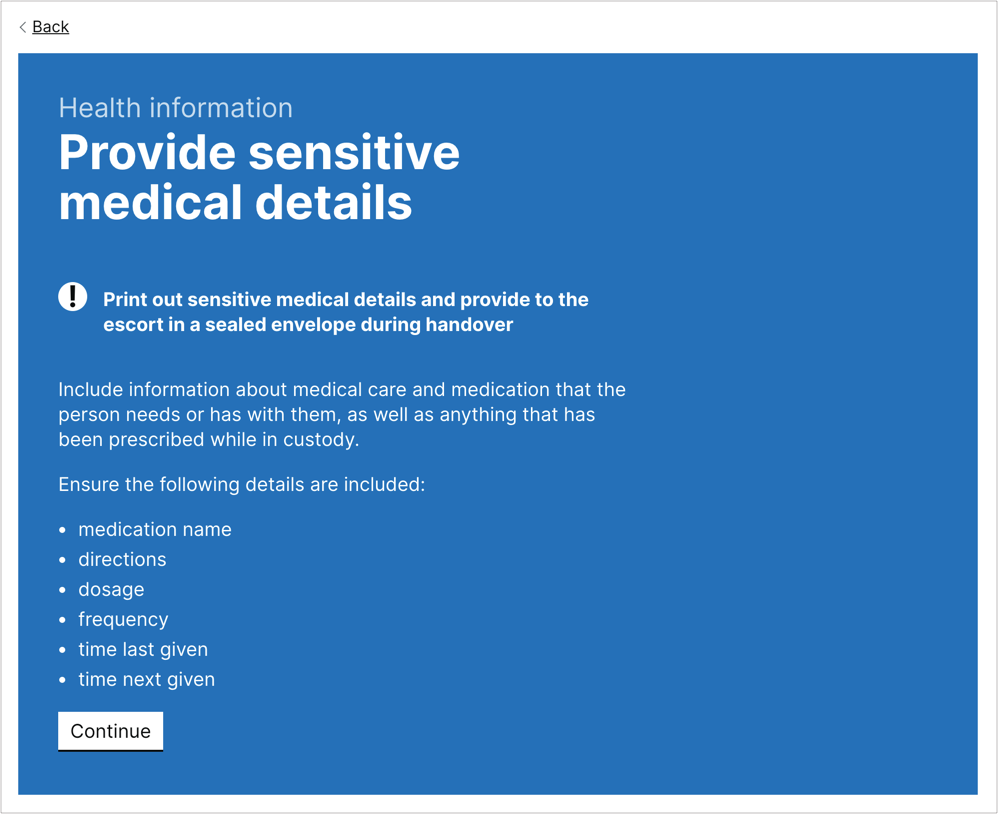 Back
Health information
Provide sensitive
medical details
! Print out sensitive medical details and provide to the
escort in a sealed envelope during handover
Include information about medical care and medication that the
person needs or has with them, as well as anything that has
been prescribed while in custody.
Ensure the following details are included:
• medication name
• directions
• dosage
• frequency
• time last given
• time next given
Continue